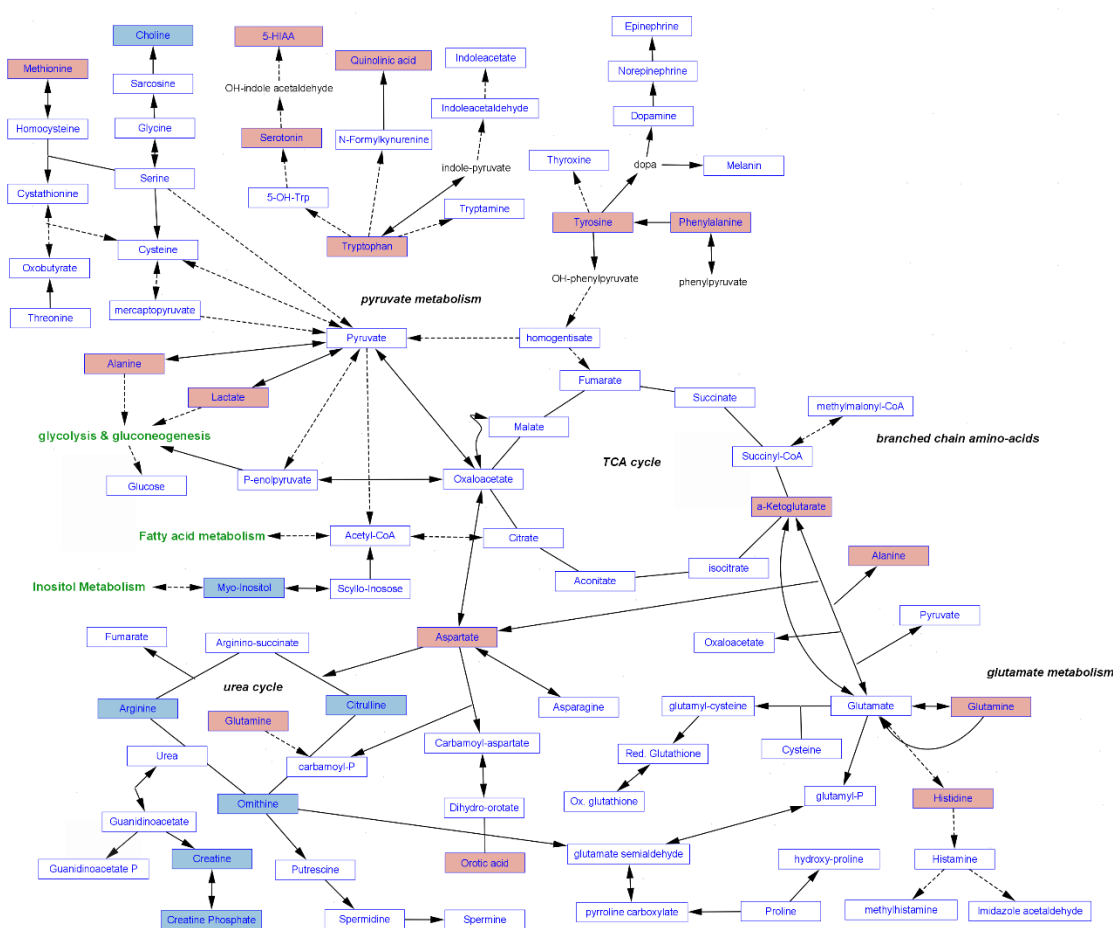 Epinephrine
Choline
5-HIAA
Methionine
Quinolinic acid
Indoleacetate
Norepinephrine
Sarcosine
OH-indole acetaldehyde
Indoleacetaldehyde
Dopamine
Homocysteine
Glycine
Serotonin
N-Formylkynurenine
Thyroxine
dopa
Melanin
indole-pyruvate
Serine
Cystathionine
5-OH-Trp
Tryptamine
Tyrosine
Phenylalanine
Cysteine
Tryptophan
Oxobutyrate
OH-phenylpyruvate
phenylpyruvate
pyruvate metabolism
Threonine
mercaptopyruvate
Pyruvate
homogentisate
Alanine
Fumarate
Lactate
Succinate
methylmalonyl-CoA
glycolysis & gluconeogenesis
Malate
branched chain amino-acids
Succinyl-CoA
TCA cycle
Glucose
P-enolpyruvate
Oxaloacetate
a-Ketoglutarate
Fatty acid metabolism
Acetyl-CoA
Citrate
Alanine
isocitrate
Inositol Metabolism
Myo-Inositol
Scyllo-Inosose
Aconitate
Pyruvate
Fumarate
Arginino-succinate
Aspartate
Oxaloacetate
glutamate metabolism
urea cycle
Arginine
Citrulline
Asparagine
glutamyl-cysteine
Glutamate
Glutamine
Glutamine
Carbamoyl-aspartate
Cysteine
Urea
carbamoyl-P
Red. Glutathione
Ornithine
Dihydro-orotate
Ox. glutathione
glutamyl-P
Histidine
Guanidinoacetate
glutamate semialdehyde
hydroxy-proline
Histamine
Guanidinoacetate P
Creatine
Putrescine
Orotic acid
Creatine Phosphate
Spermidine
Spermine
pyrroline carboxylate
Proline
methylhistamine
Imidazole acetaldehyde